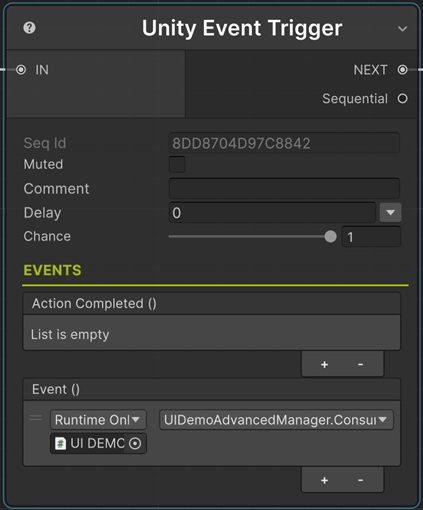 Unity Event Trigger
IN NEXT
Sequential
Seq Id 8DD8704D97C8842
Muted
Comment
Delay 0
Chance 1
EVENTS
Action Completed ()
List is empty
+ -
Event ()
Runtime Onl UIDemoAdvancedManager.Consu
# UI DEMO
+ -